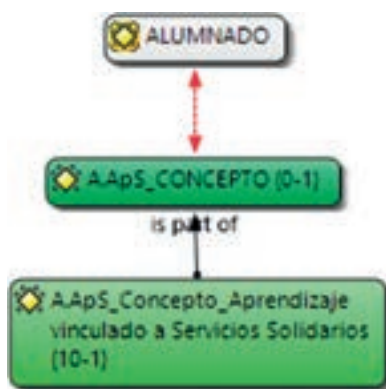 ALUMNADO
A.ApS_CONCEPTO (0-1)
is part of
A.ApS_Concepto_Aprendizaje
vinculado a Servicios Solidarios
(10-1)